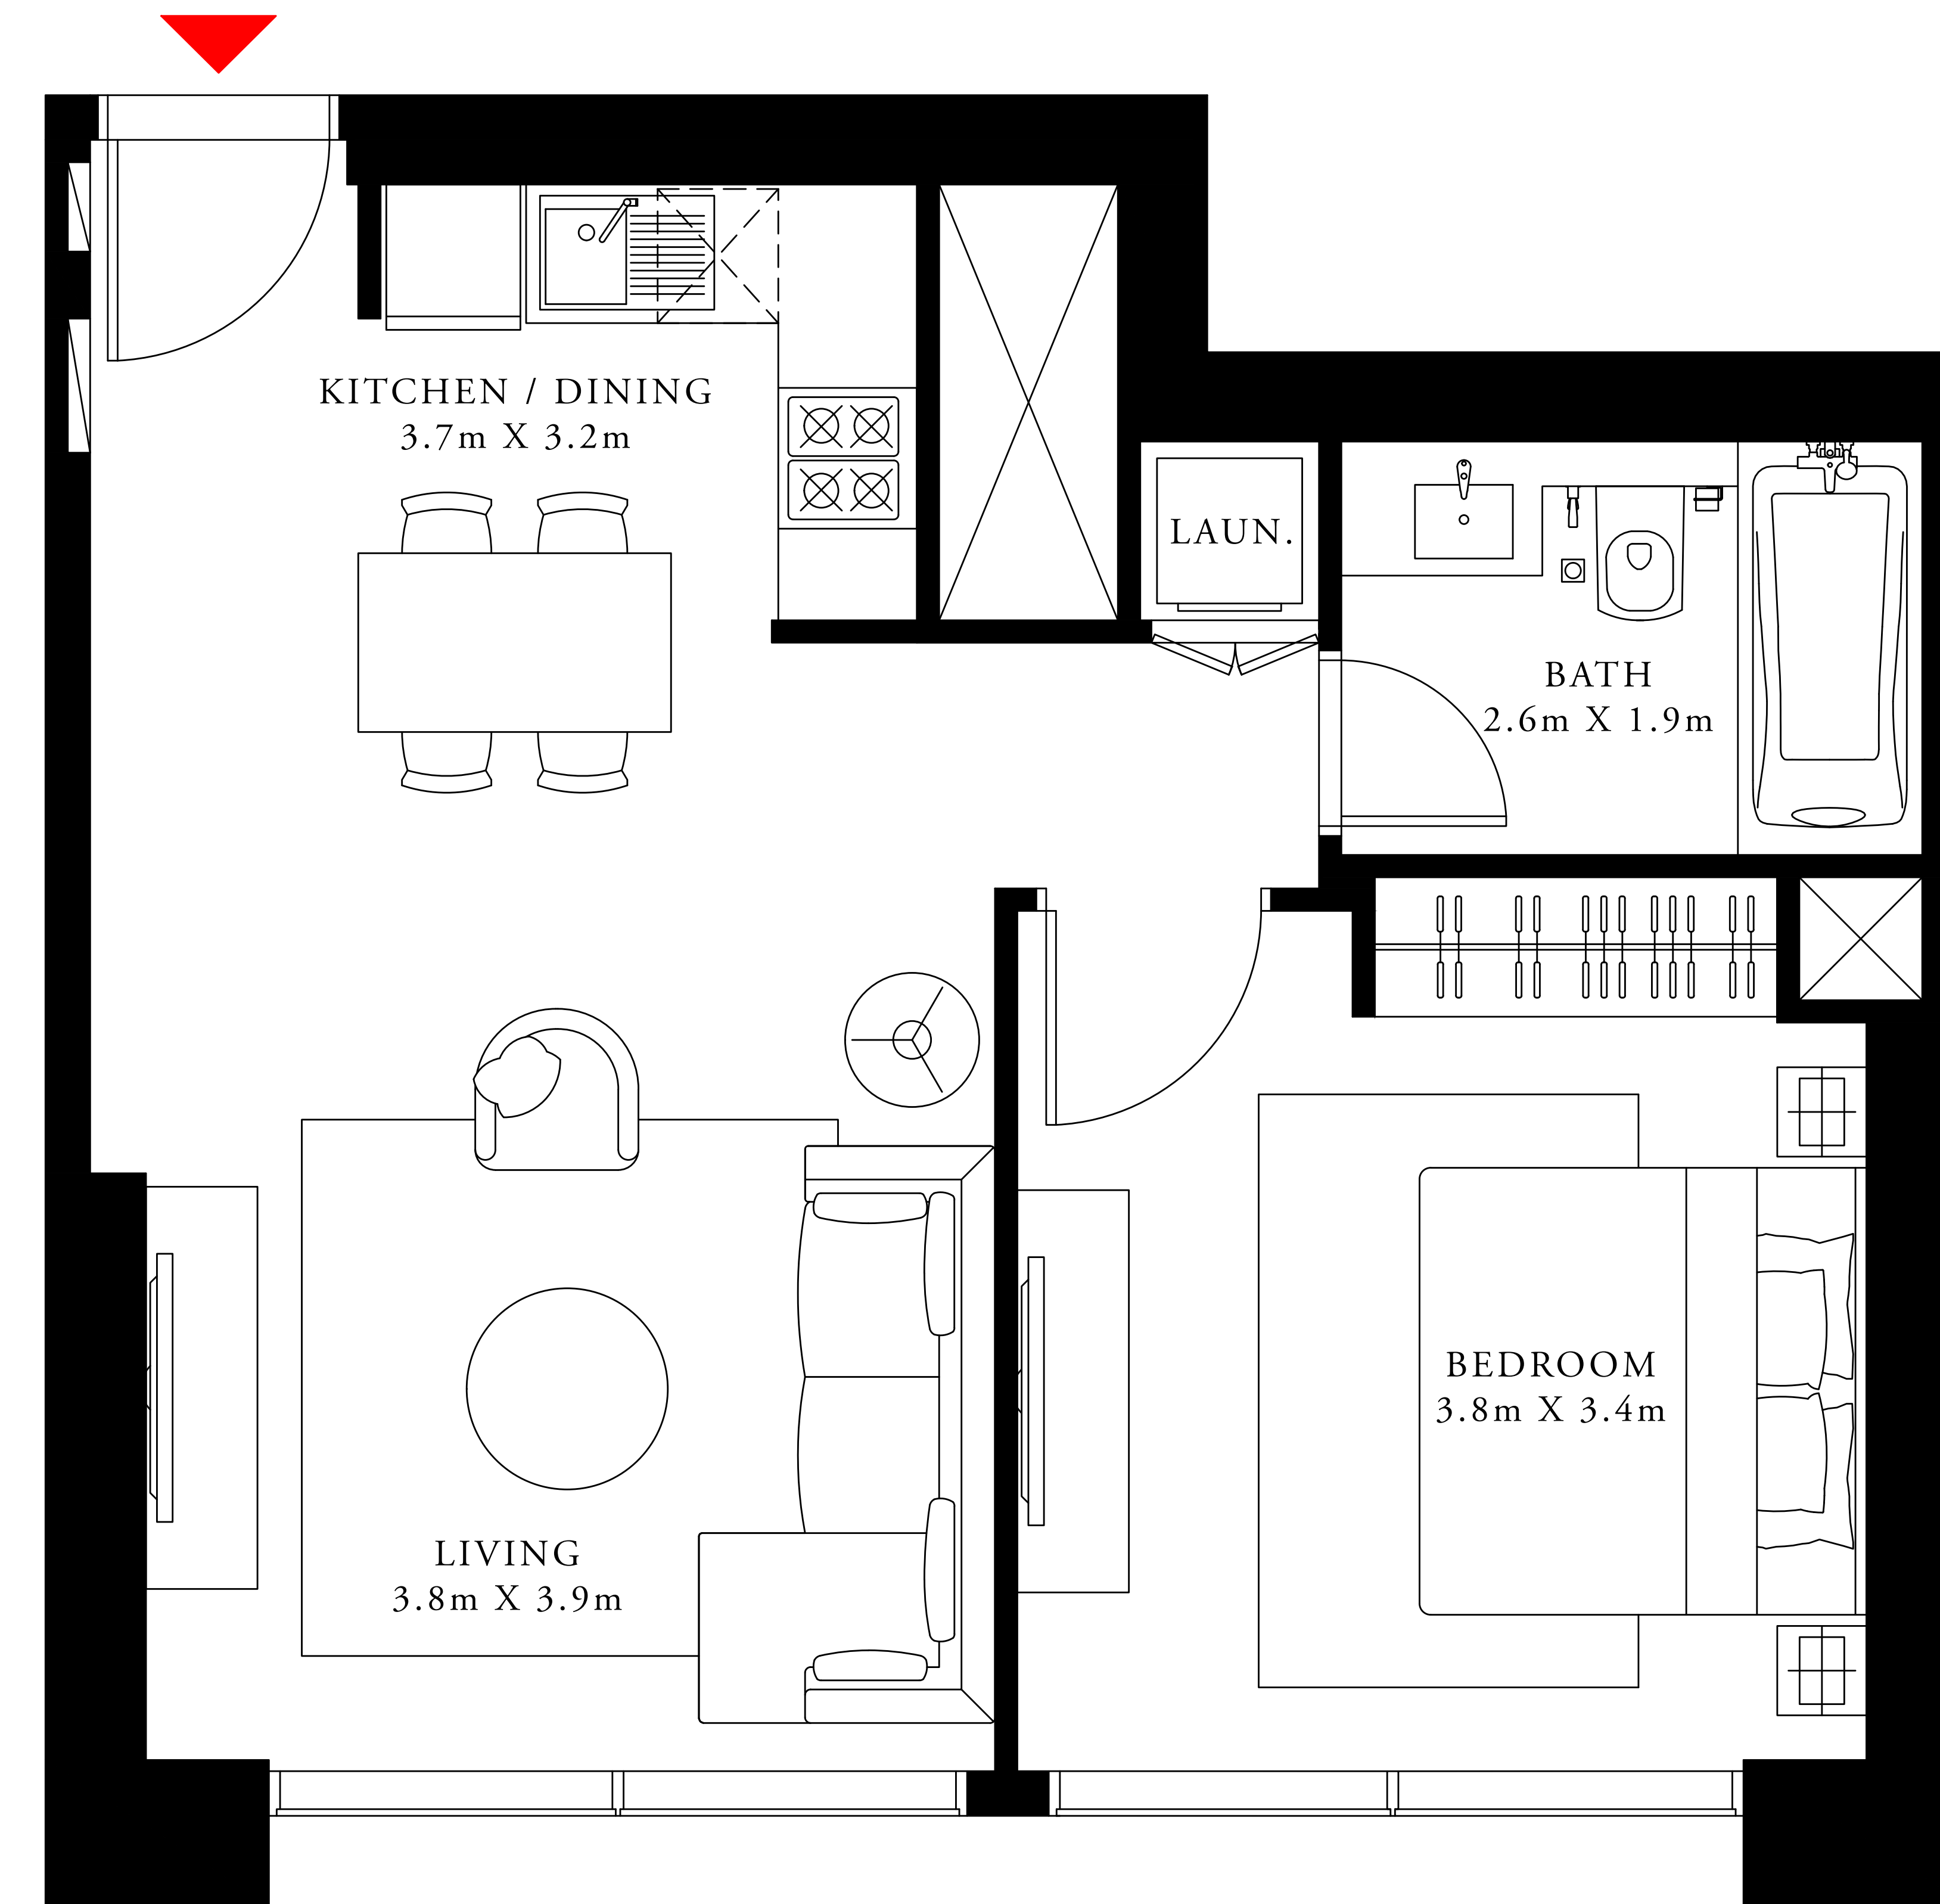 KITCHEN / DINING
3.7m X 3.2m
LAUN.
BATH
2.6m X 1.9m
BEDROOM
3.8m X 3.4m
LIVING
3.8m X 3.9m